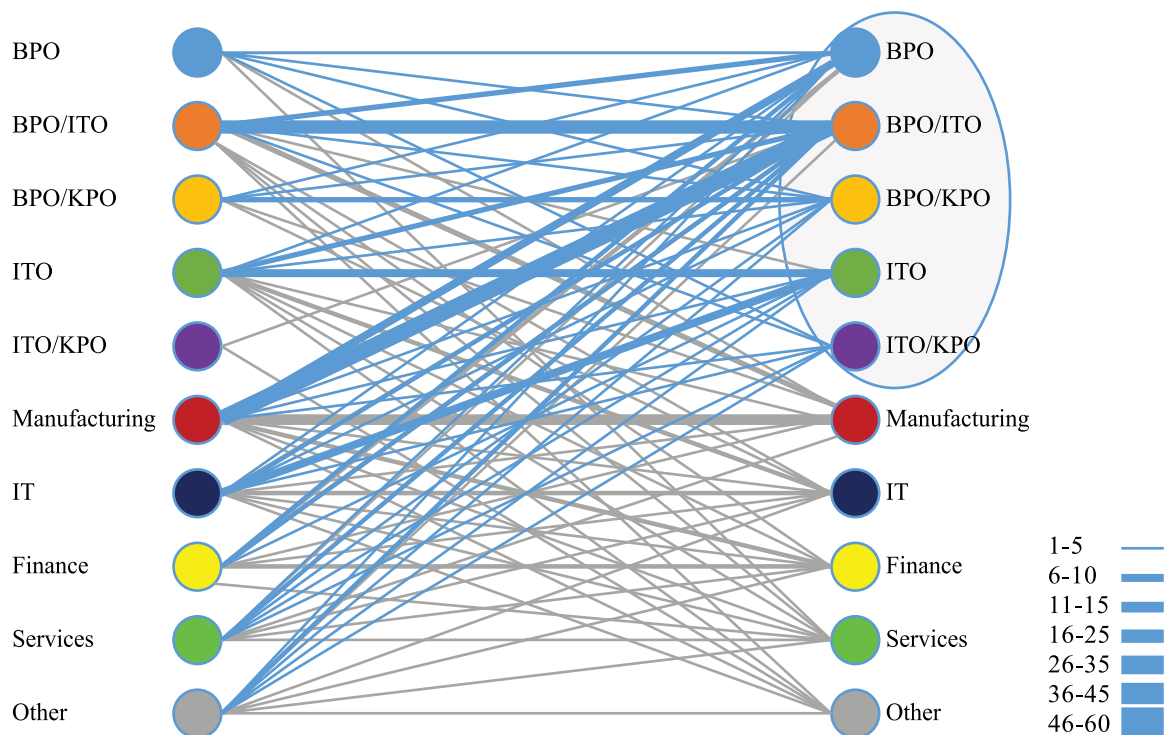 BPO BPO
BPO/ITO BPO/ITO
BPO/KPO BPO/KPO
ITO ITO
ITO/KPO ITO/KPO
Manufacturing Manufacturing
IT IT
Finance Finance
Services Services
Other Other
1-5
6-10
11-15
16-25
26-35
36-45
46-60